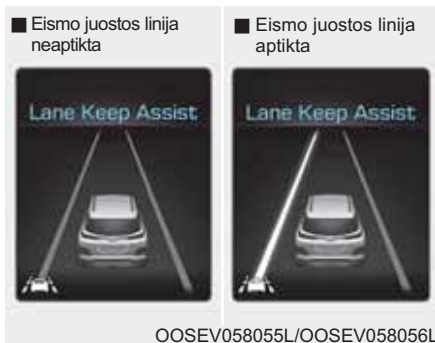 ■ Eismo juostos linija
neaptikta
■ Eismo juostos linija
aptikta
Lane Keep Assist
Lane Keep Assist
OOSEV058055L/OOSEV058056L